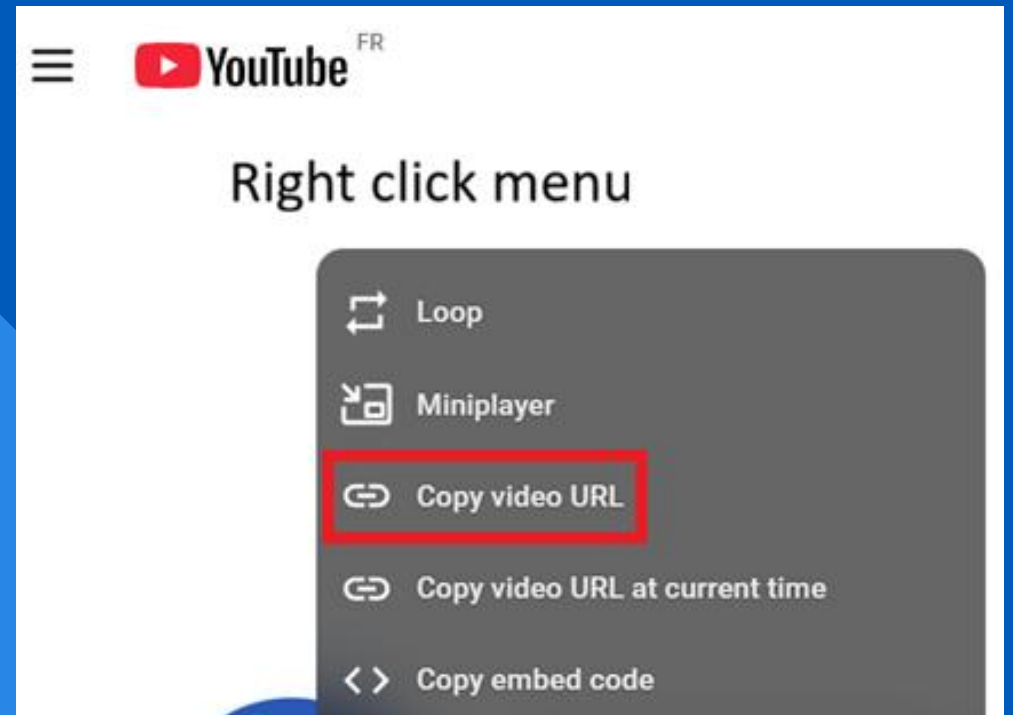 YouTube FR
Right click menu
Loop
Miniplayer
Copy video URL
Copy video URL at current time
Copy embed code